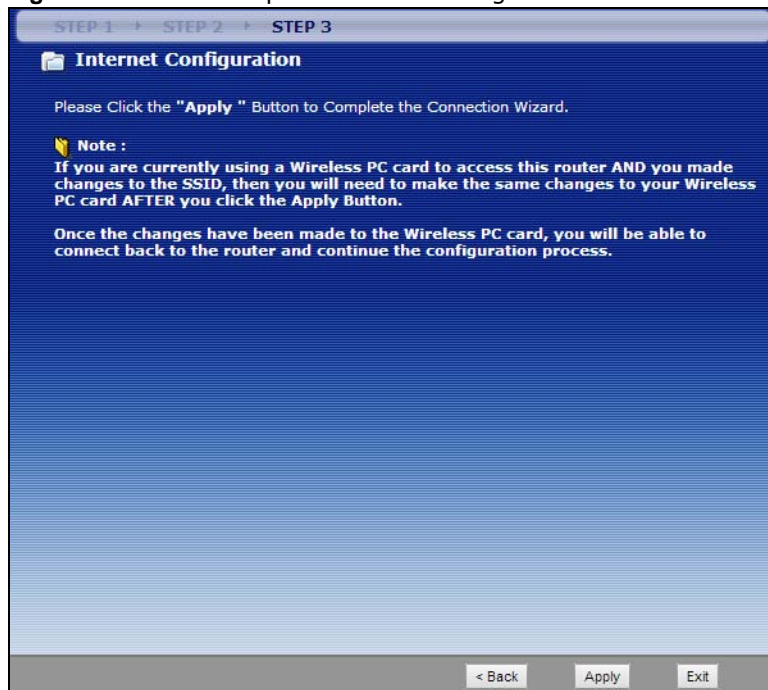 STEP 1 STEP 2 STEP 3
Internet Configuration
Please Click the "Apply " Button to Complete the Connection Wizard.
Note :
If you are currently using a Wireless PC card to access this router AND you made
changes to the SSID, then you will need to make the same changes to your Wireless
PC card AFTER you click the Apply Button.
Once the changes have been made to the Wireless PC card, you will be able to
connect back to the router and continue the configuration process.
< Back Apply Exit